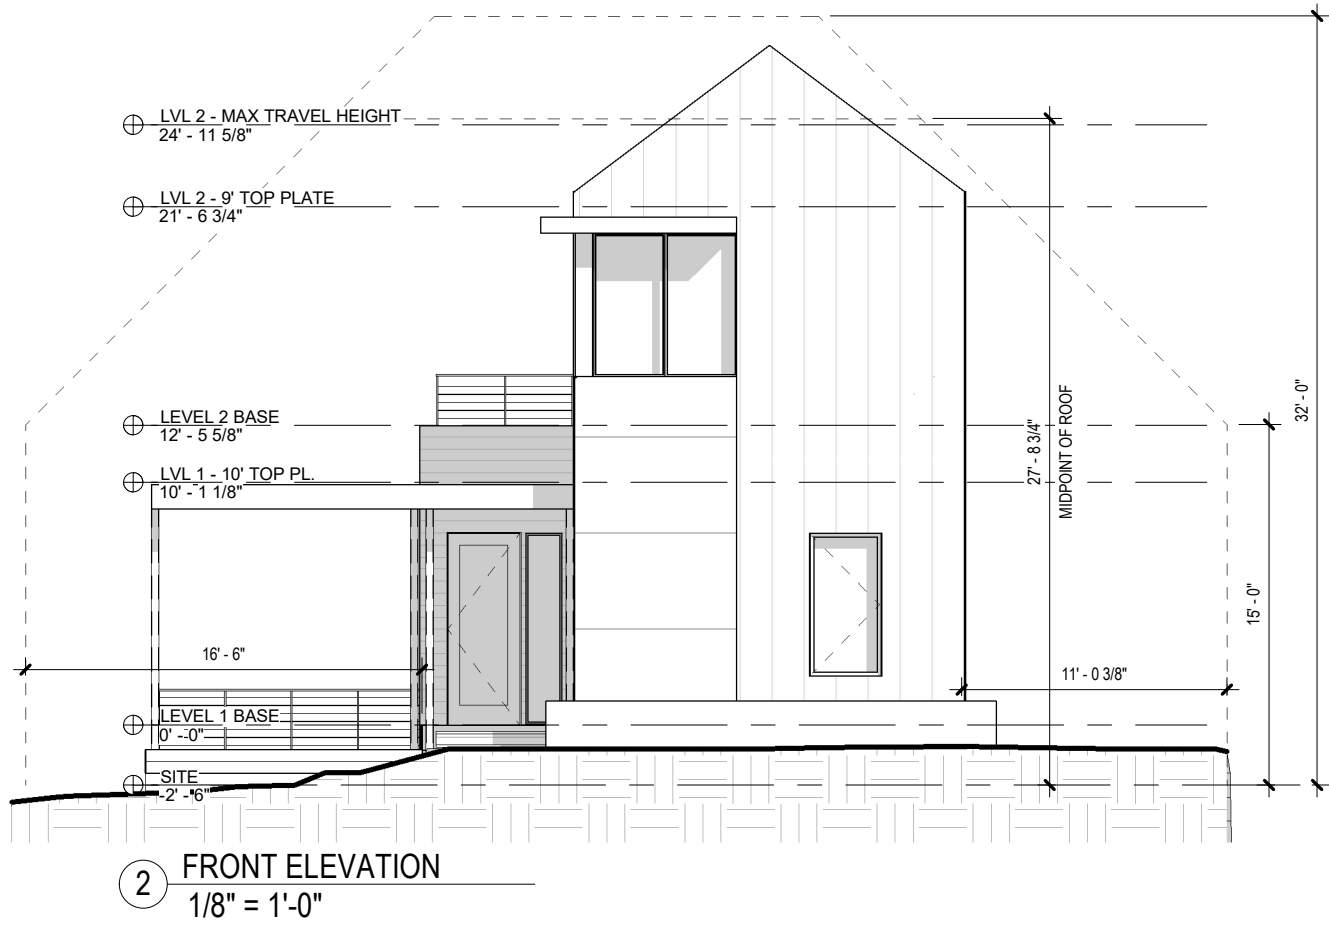 LVL 2 - MAX TRAVEL HEIGHT
24' - 11 5/8"
LVL 2 - 9' TOP PLATE
21' - 6 3/4"
LEVEL 2 BASE
12' - 5 5/8"
LVL 1 - 10' TOP PL.
10' - 1 1/8"
LEVEL 1 BASE
0' - 0"
SITE
-2' - 6"
16' - 6"
27' - 8 3/4"
MIDPOINT OF ROOF
11' - 0 3/8"
15' - 0"
32' - 0"
2
FRONT ELEVATION
1/8" = 1'-0"